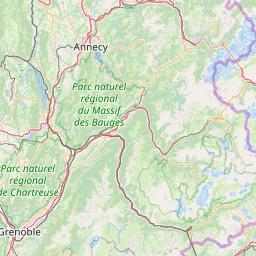 Annecy
Parc naturel
régional
du Massif
des Bauges
Parc naturel
régional
de Chartreuse
Grenoble